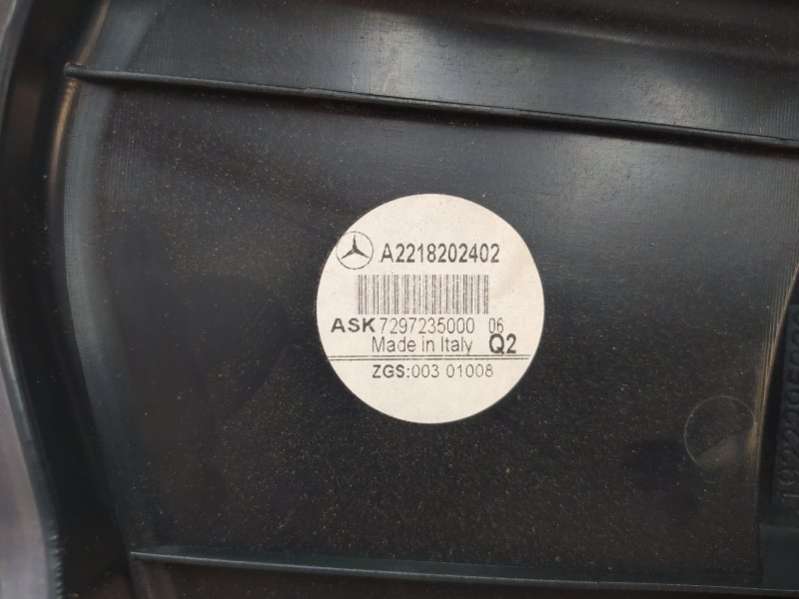 A2218202402
ASK 7297235000 06
Made in Italy Q2
ZGS:003 01008